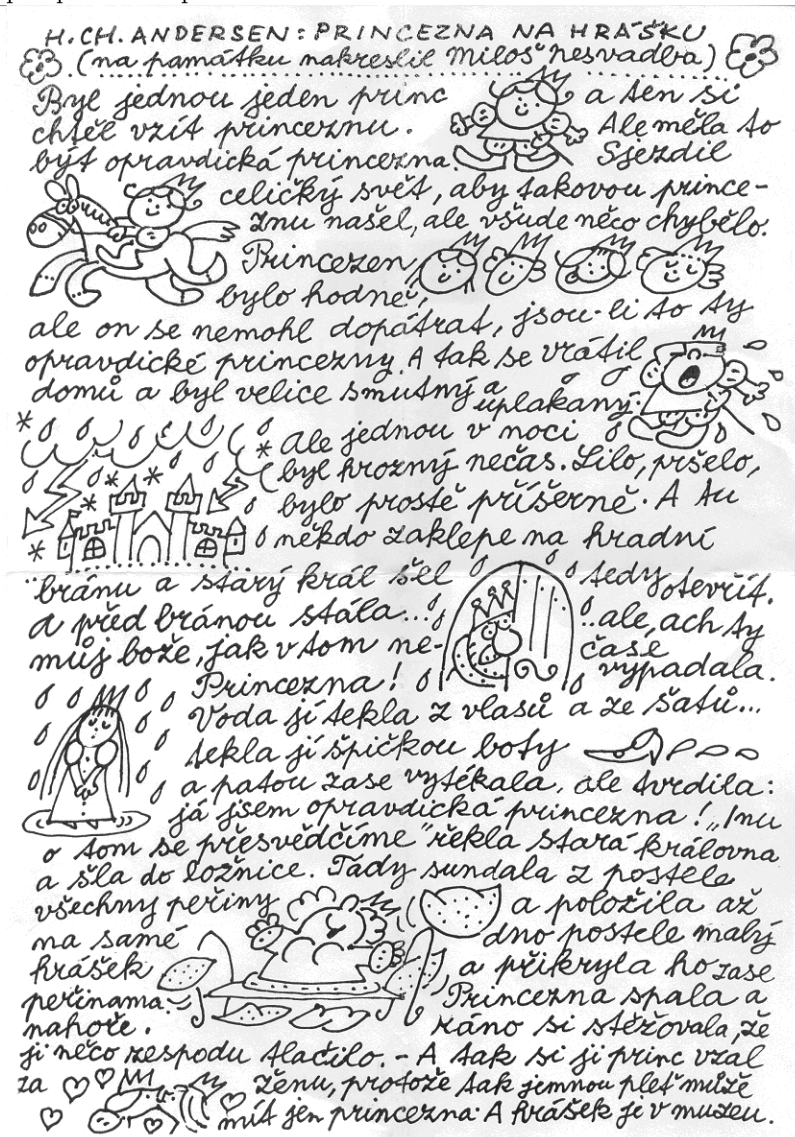 H. CH. ANDERSEN: PRINCEZNA NA HRÁŠKU
(na památku nakreslil Miloš Nesvadba)
Byl jednou jeden princ a ten si
chtěl vzít princeznu. Ale měla to
být opravdická princezna. Sjezdil
celičký svět, aby takovou prince-
znu našel, ale všude něco chybělo.
Princezen
bylo hodně,
ale on se nemohl dopátrat, jsou-li to ty
opravdické princezny. A tak se vrátil
domů a byl velice smutný a
uplakaný.
Ale jednou v noci
byl hrozný nečas. Lilo, pršelo,
bylo prostě příšerně. A tu
někdo zaklepe na hradní
bránu a starý král šel tedy otevřít.
A před bránou stála... ..ale, ach ty
můj bože, jak v tom ne- čase
vypadala.
Princezna!
Voda jí tekla z vlasů a ze šatů...
tekla jí špičkou boty
a patou zase vytékala, ale tvrdila:
já jsem opravdická princezna! „Inu
o tom se přesvědčíme" řekla stará královna
a šla do ložnice. Tady sundala z postele
všechny peřiny a položila až
na samé dno postele malý
hrášek, a přikryla ho zase
peřinama. Princezna spala a
nahoře. ráno si stěžovala, že
ji něco zespodu tlačilo. - A tak si ji princ vzal
za ženu, protože tak jemnou pleť může
mít jen princezna. A hrášek je v muzeu.